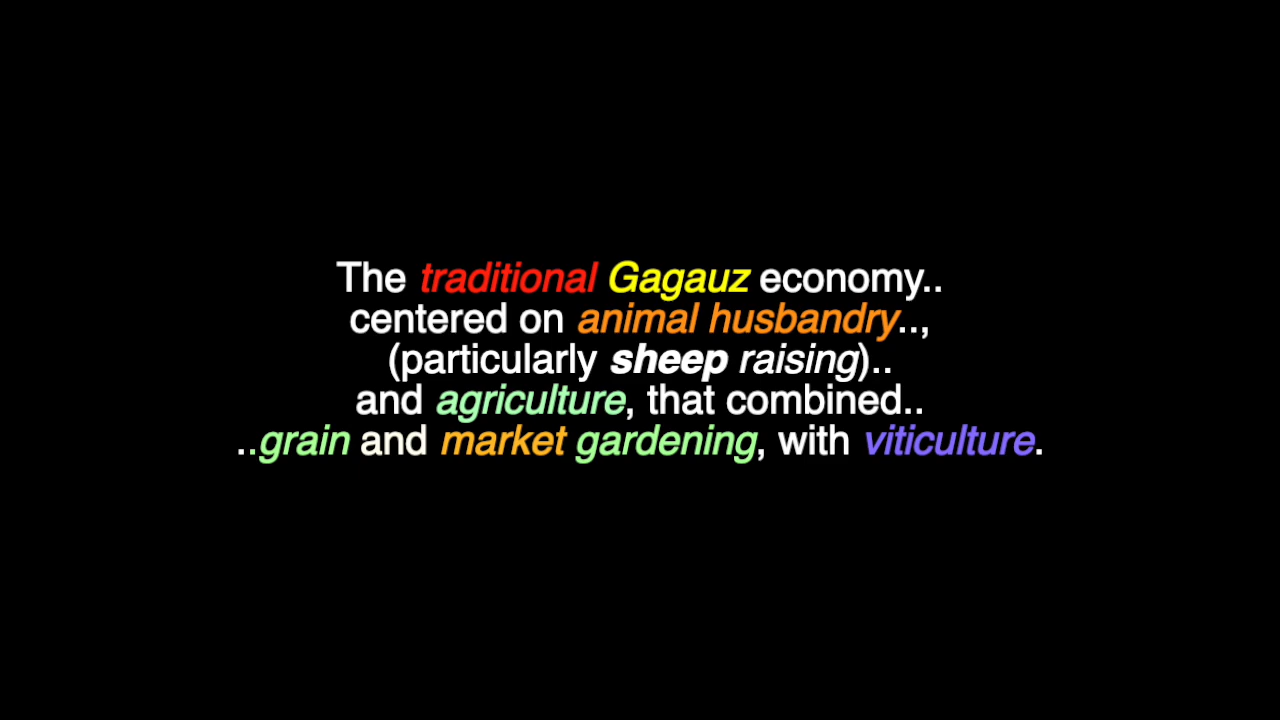 The traditional Gagauz economy..
centered on animal husbandry..,
(particularly sheep raising)..
and agriculture, that combined..
..grain and market gardening, with viticulture.